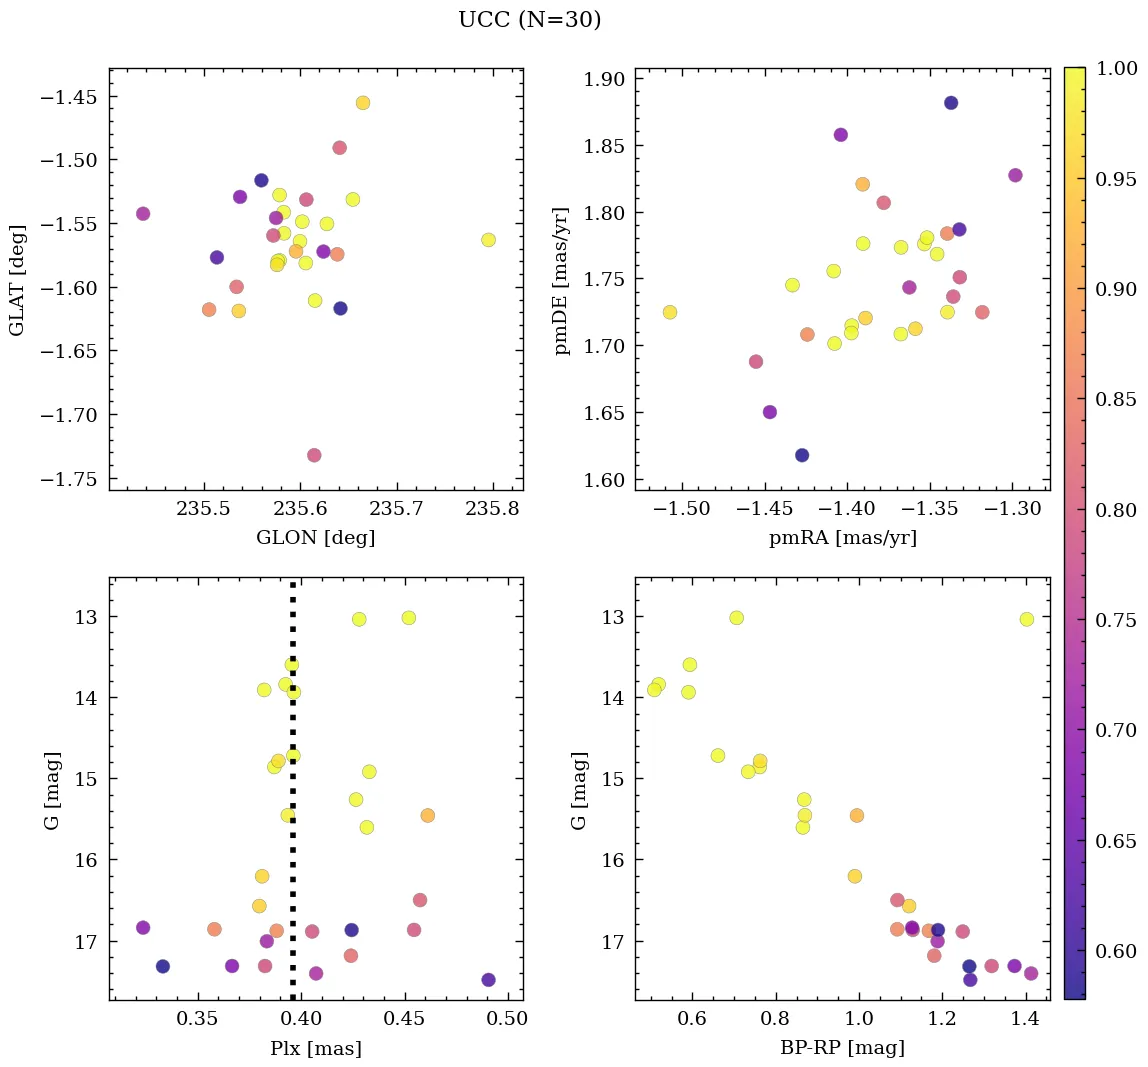 UCC (N=30)
−1.45
−1.50
−1.55
−1.60
−1.65
−1.70
−1.75
GLAT [deg]
235.5 235.6 235.7 235.8
GLON [deg]
1.90
1.85
1.80
1.75
1.70
1.65
1.60
pmDE [mas/yr]
−1.50 −1.45 −1.40 −1.35 −1.30
pmRA [mas/yr]
13
14
15
16
17
G [mag]
0.35 0.40 0.45 0.50
Plx [mas]
13
14
15
16
17
G [mag]
0.6 0.8 1.0 1.2 1.4
BP-RP [mag]
1.00
0.95
0.90
0.85
0.80
0.75
0.70
0.65
0.60